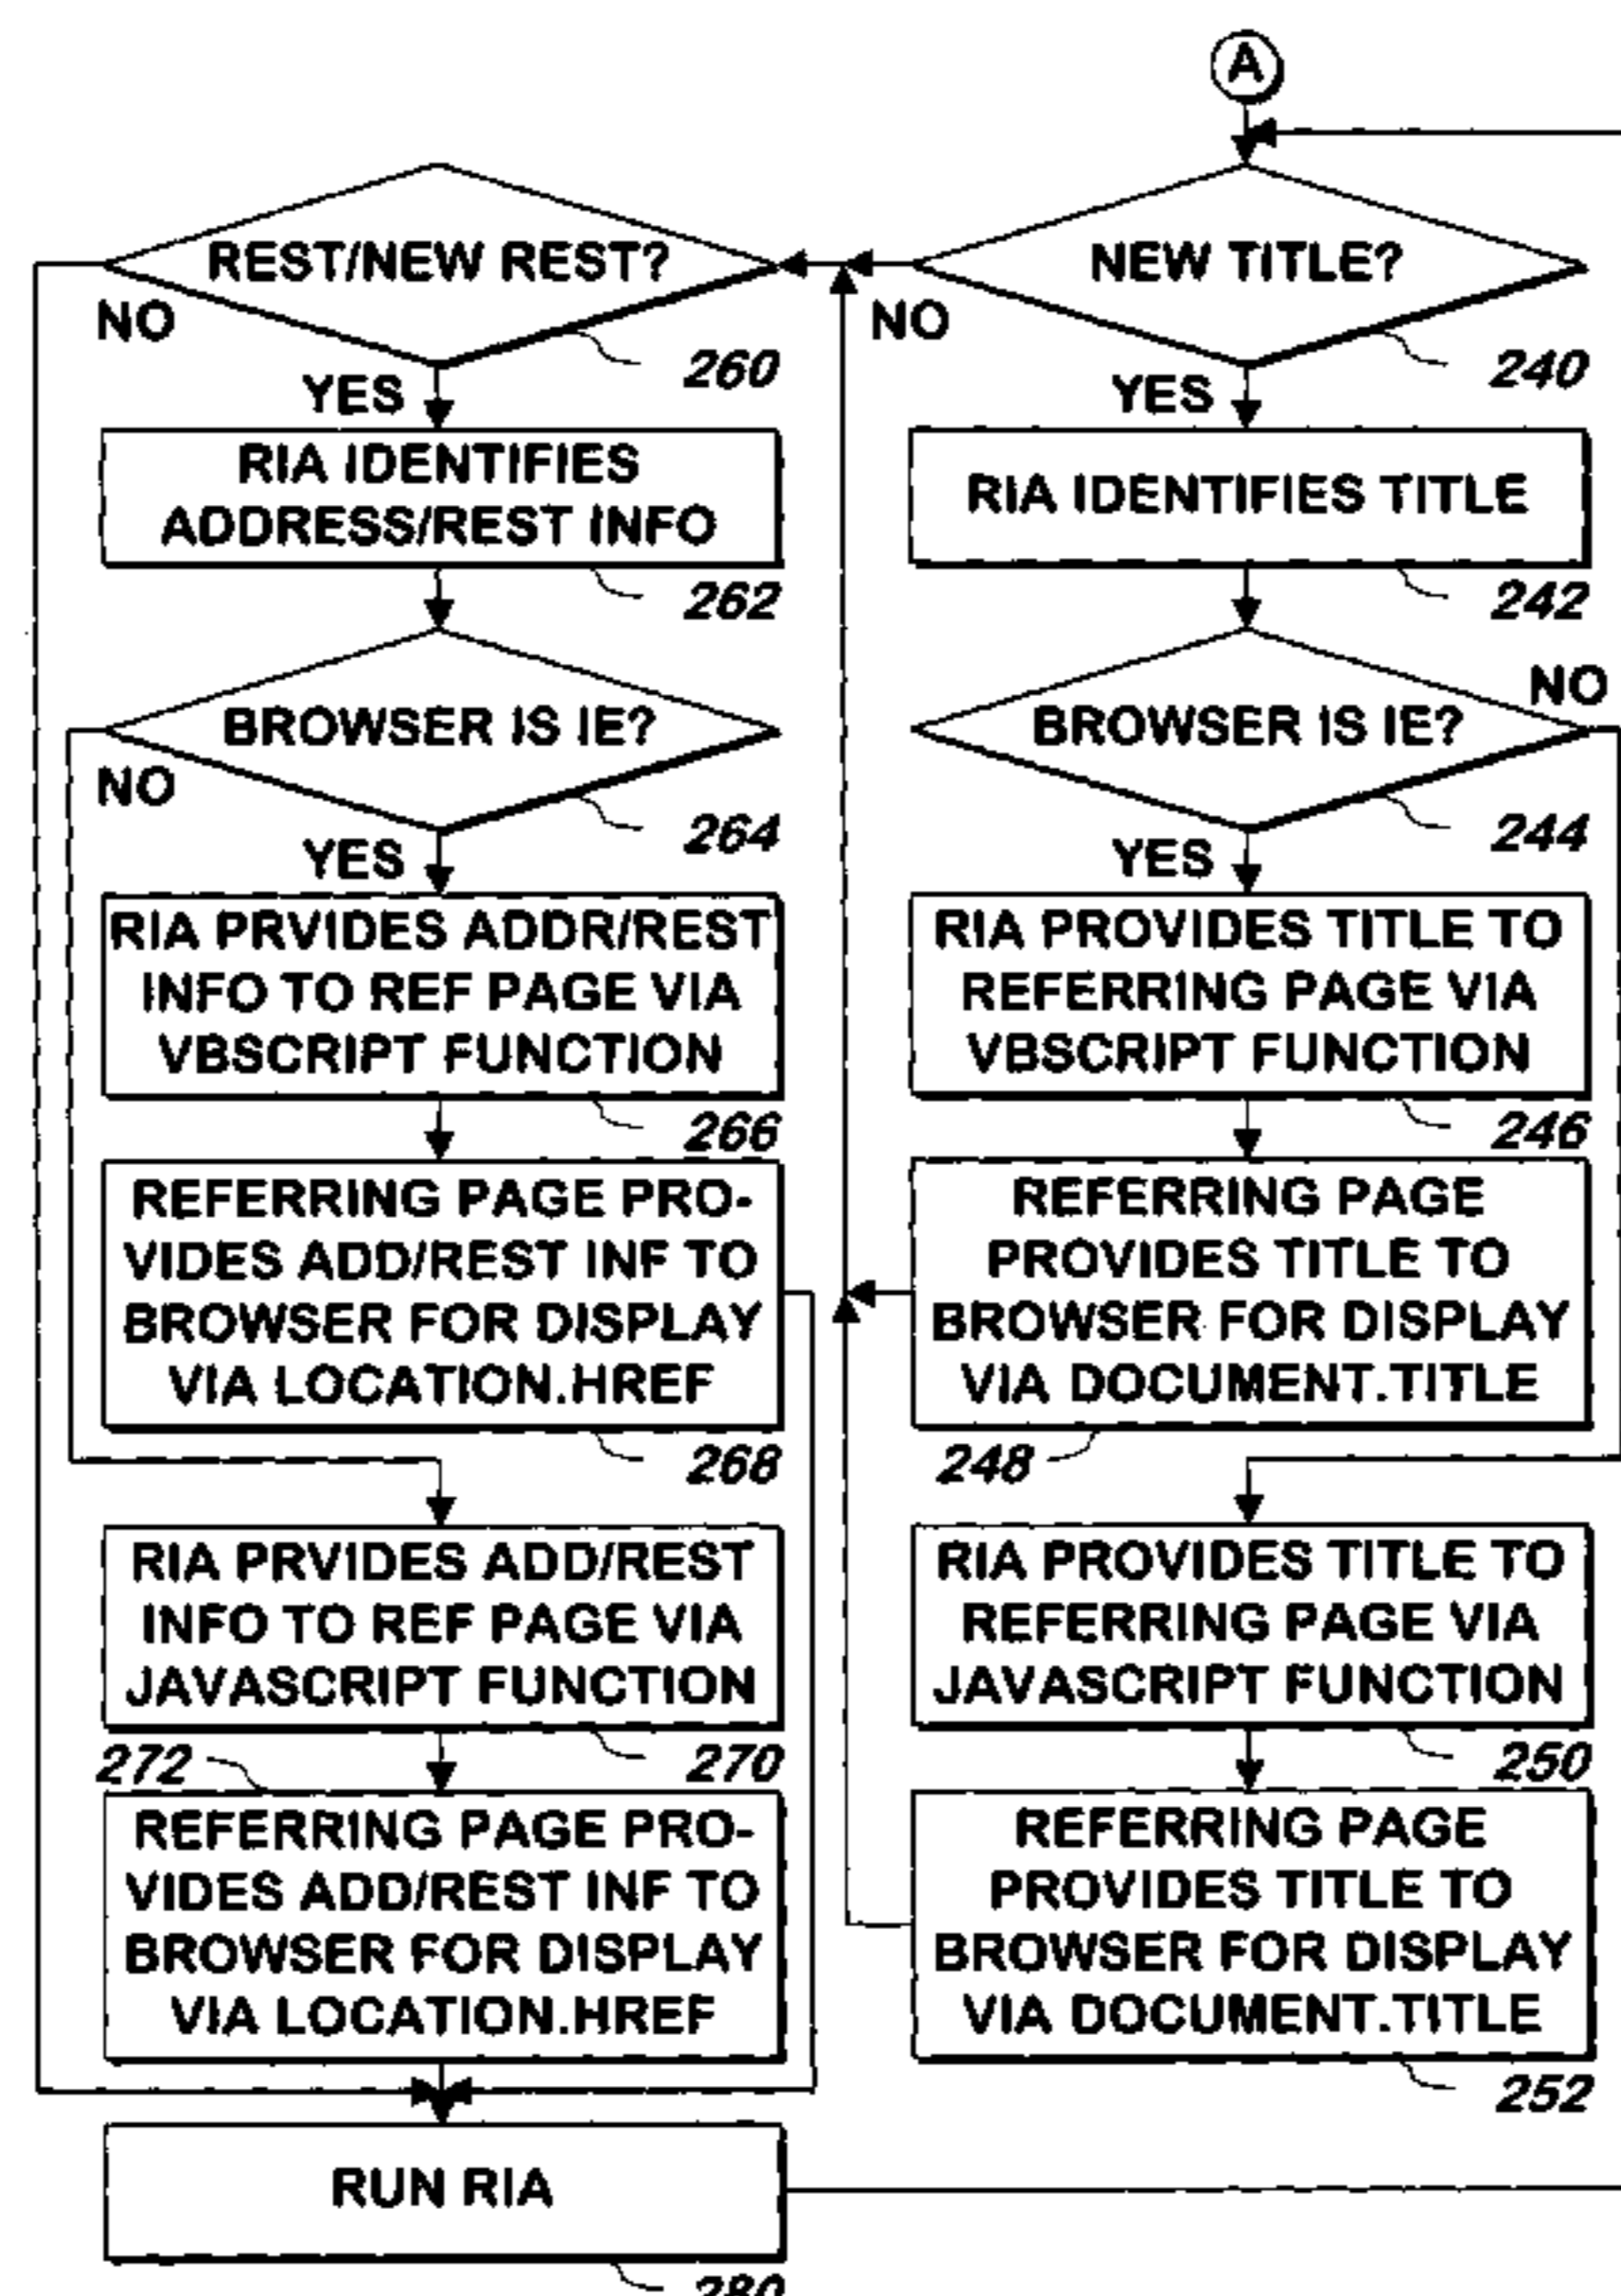 A
NEW TITLE?
NO
240
YES
RIA IDENTIFIES TITLE
242
NO
BROWSER IS IE?
244
YES
RIA PROVIDES TITLE TO
REFERRING PAGE VIA
VBSCRIPT FUNCTION
246
REFERRING PAGE
PROVIDES TITLE TO
BROWSER FOR DISPLAY
VIA DOCUMENT.TITLE
248
RIA PROVIDES TITLE TO
REFERRING PAGE VIA
JAVASCRIPT FUNCTION
250
REFERRING PAGE
PROVIDES TITLE TO
BROWSER FOR DISPLAY
VIA DOCUMENT.TITLE
252
REST/NEW REST?
NO
260
YES
RIA IDENTIFIES
ADDRESS/REST INFO
262
BROWSER IS IE?
NO
264
YES
RIA PRVIDES ADDR/REST
INFO TO REF PAGE VIA
VBSCRIPT FUNCTION
266
REFERRING PAGE PRO-
VIDES ADD/REST INF TO
BROWSER FOR DISPLAY
VIA LOCATION.HREF
268
RIA PRVIDES ADD/REST
INFO TO REF PAGE VIA
JAVASCRIPT FUNCTION
270
272
REFERRING PAGE PRO-
VIDES ADD/REST INF TO
BROWSER FOR DISPLAY
VIA LOCATION.HREF
RUN RIA
280